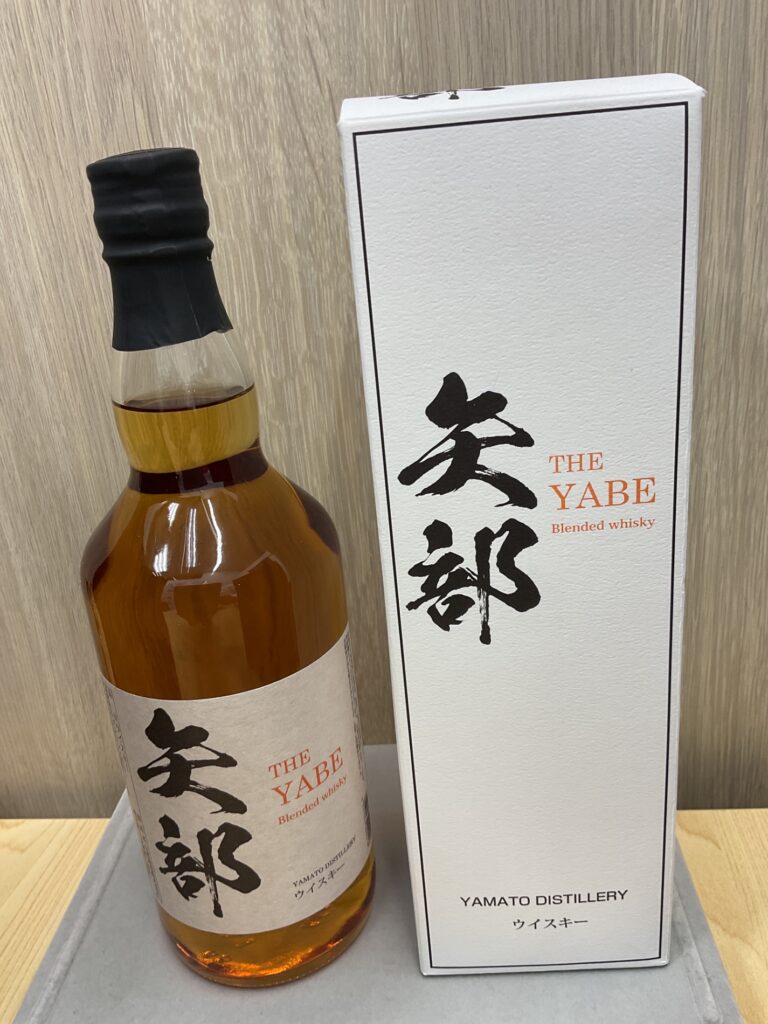 矢部
THE
YABE
Blended whisky
YAMATO DISTILLERY
ウイスキー
矢部
THE
YABE
Blended whisky
YAMATO DISTILLERY
ウイスキー